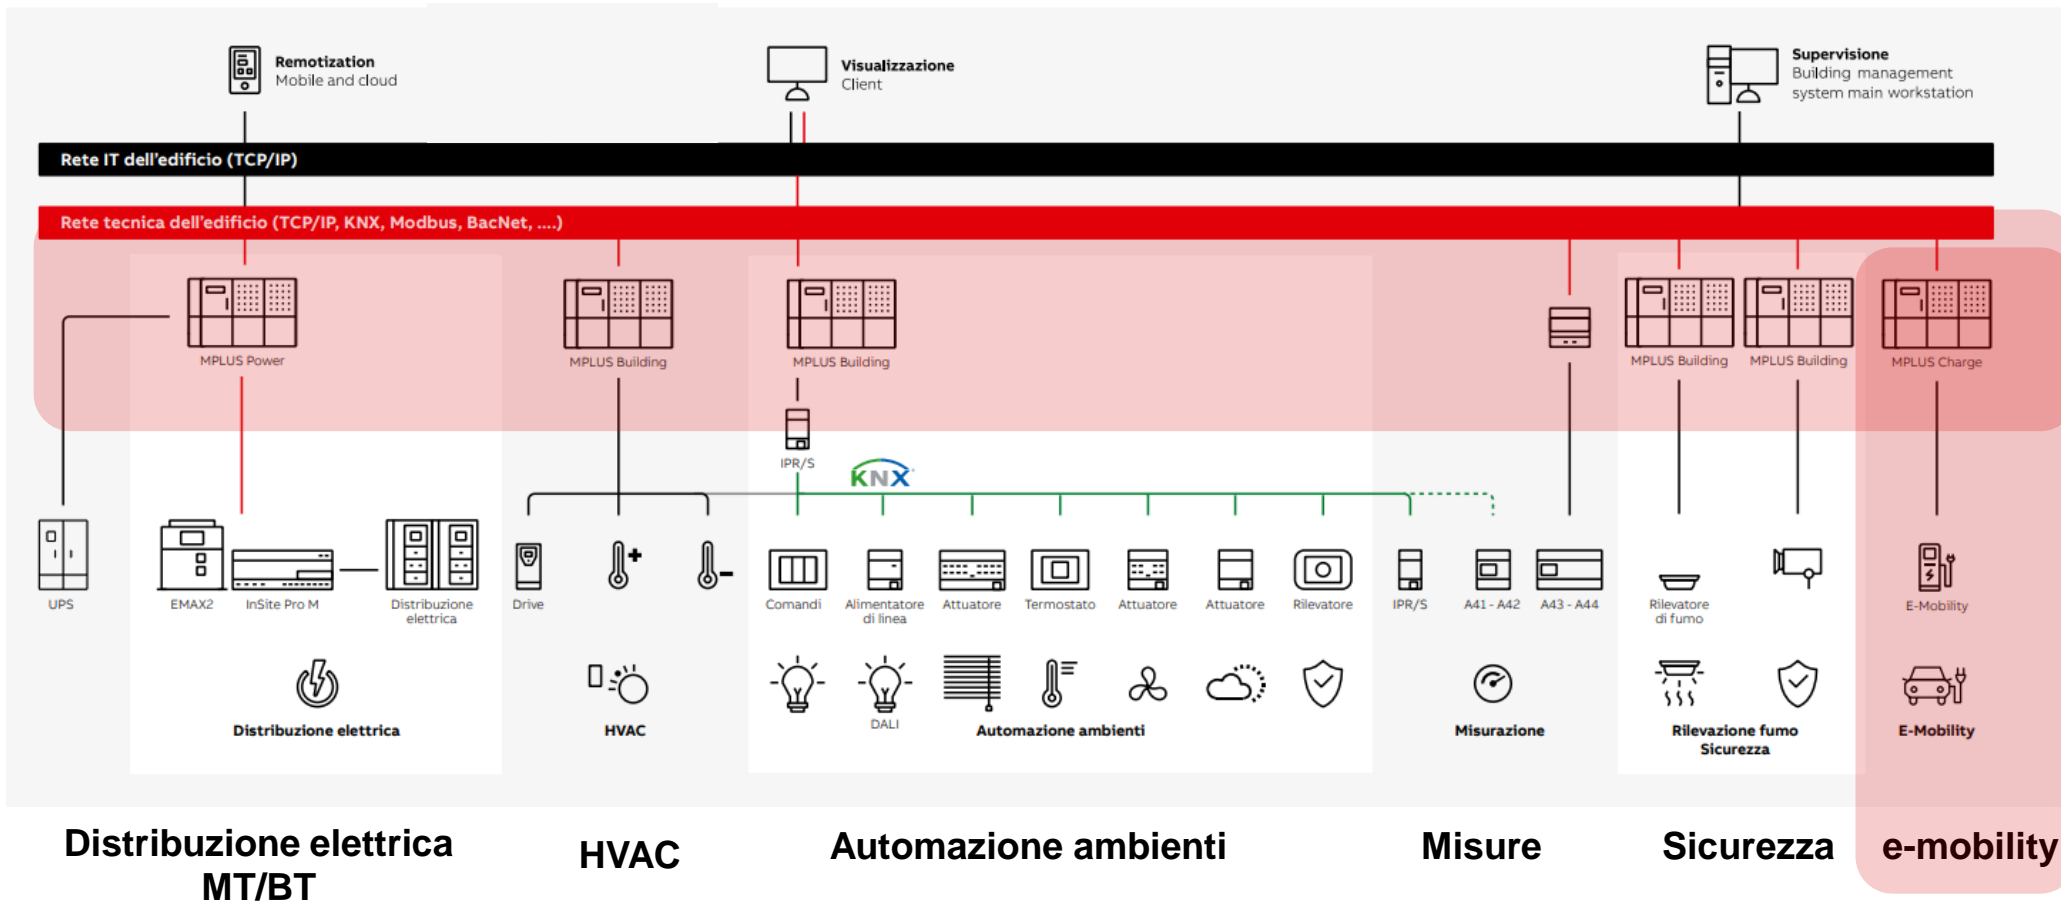 Remotization
Mobile and cloud
Visualizzazione
Client
Supervisione
Building management
system main workstation
Rete IT dell'edificio (TCP/IP)
Rete tecnica dell'edificio (TCP/IP, KNX, Modbus, BacNet, ....)
MPLUS Power
MPLUS Building
MPLUS Building
MPLUS Building
MPLUS Building
MPLUS Charge
IPR/S
KNX
UPS
EMAX2
InSite Pro M
Distribuzione
elettrica
Drive
Comandi
Alimentatore
di linea
Attuatore
Termostato
Attuatore
Attuatore
Rilevatore
IPR/S
A41 - A42
A43 - A44
Rilevatore
di fumo
E-Mobility
DALI
Distribuzione elettrica
HVAC
Automazione ambienti
Misurazione
Rilevazione fumo
Sicurezza
E-Mobility
Distribuzione elettrica
MT/BT
HVAC
Automazione ambienti
Misure
Sicurezza
e-mobility